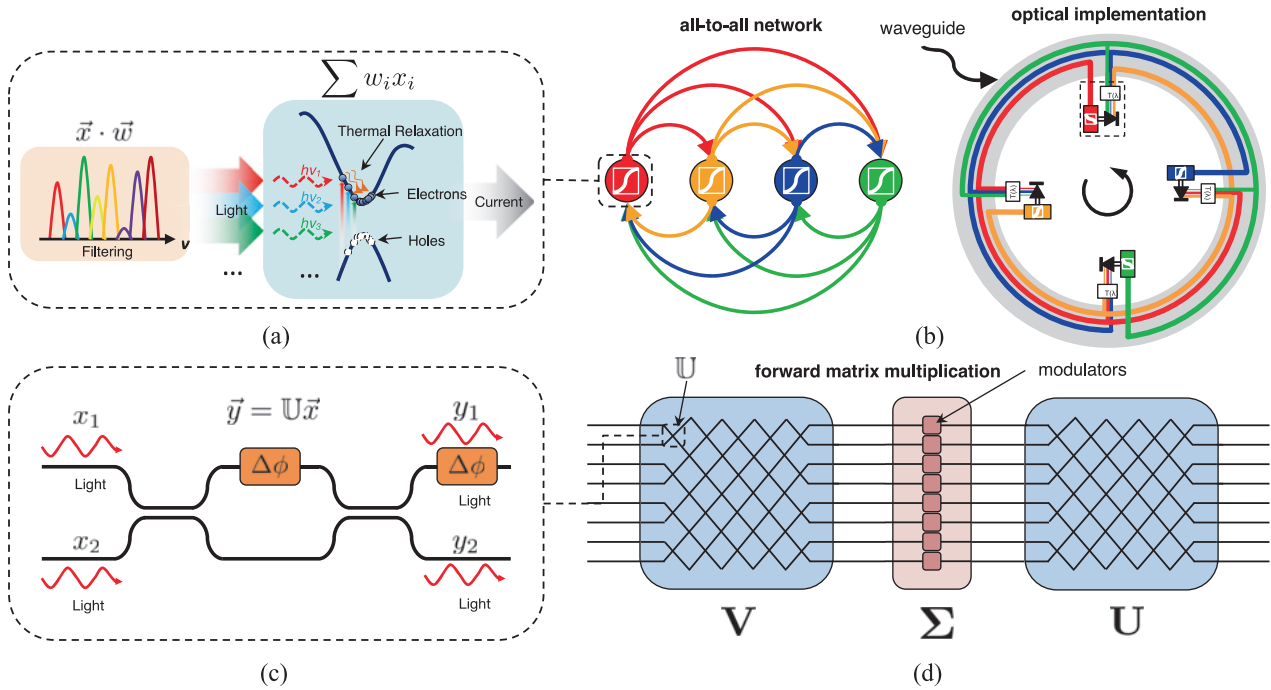 ∑ wᵢxᵢ
x⃗ · w⃗
Filtering
ν
Light
...
hν₁
hν₂
hν₃
...
Thermal Relaxation
Electrons
Holes
Current
(a)
all-to-all network
optical implementation
waveguide
T(λ)
T(λ)
T(λ)
T(λ)
(b)
y⃗ = 𝕌x⃗
x₁
Light
x₂
Light
Δϕ
y₁
Δϕ
Light
y₂
Light
(c)
𝕌
forward matrix multiplication
modulators
V
Σ
U
(d)